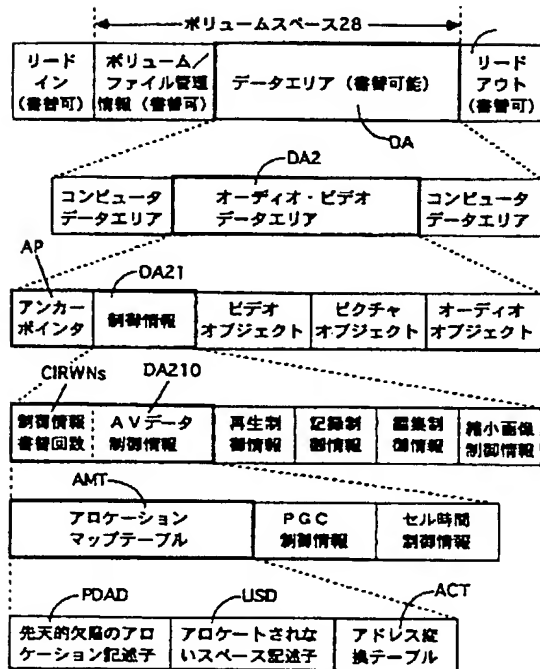 ボリュームスペース28
リード
イン
(書替可)
ボリューム/
ファイル管理
情報(書替可)
データエリア(書替可能)
リード
アウト
(書替可)
DA
DA2
コンピュータ
データエリア
オーディオ・ビデオ
データエリア
コンピュータ
データエリア
AP
DA21
アンカー
ポインタ
制御情報
ビデオ
オブジェクト
ピクチャ
オブジェクト
オーディオ
オブジェクト
CIRWNs
DA210
制御情報
書替回数
AVデータ
制御情報
再生制
御情報
記録制
御情報
編集制
御情報
縮小画像
制御情報
AMT
アロケーション
マップテーブル
PGC
制御情報
セル時間
制御情報
PDAD
USD
ACT
先天的欠陥のアロ
ケーション記述子
アロケートされな
いスペース記述子
アドレス変
換テーブル